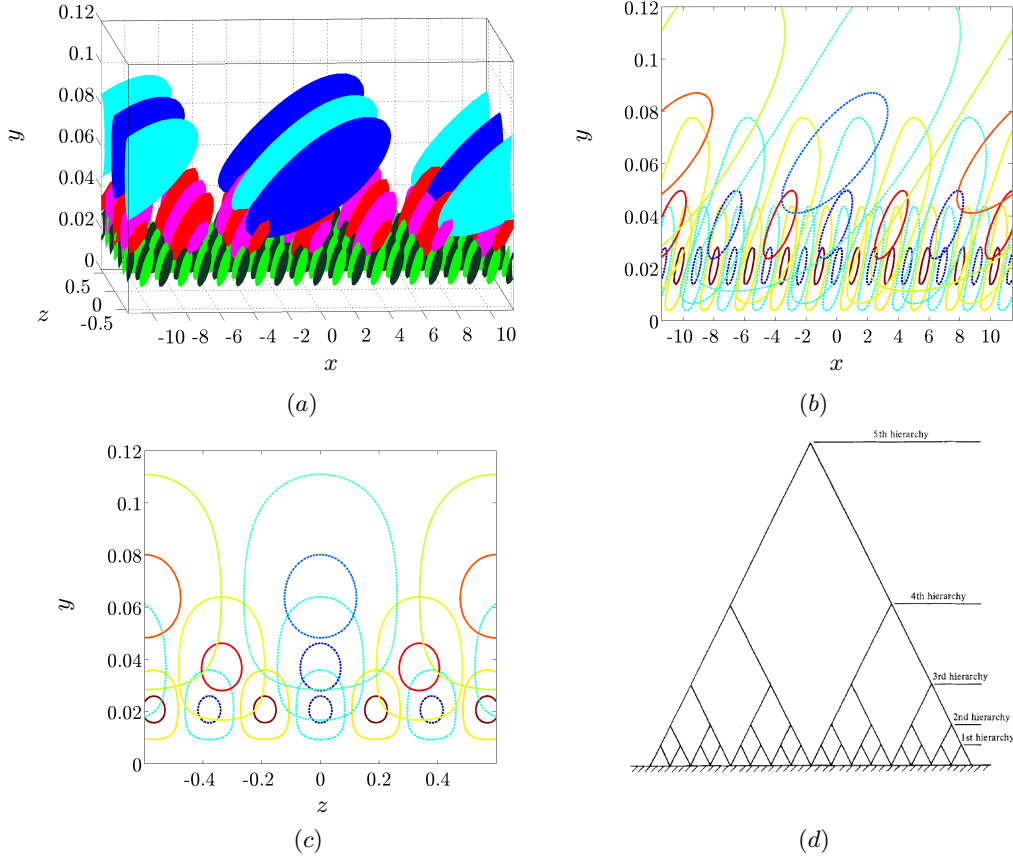 0.12
0.1
0.08
0.06
0.04
0.02
0
y
0.5
0
-0.5
z
-10 -8 -6 -4 -2 0 2 4 6 8 10
x
(a)
0.12
0.1
0.08
0.06
0.04
0.02
0
y
-10 -8 -6 -4 -2 0 2 4 6 8 10
x
(b)
0.12
0.1
0.08
0.06
0.04
0.02
0
y
-0.4 -0.2 0 0.2 0.4
z
(c)
5th hierarchy
4th hierarchy
3rd hierarchy
2nd hierarchy
1st hierarchy
(d)